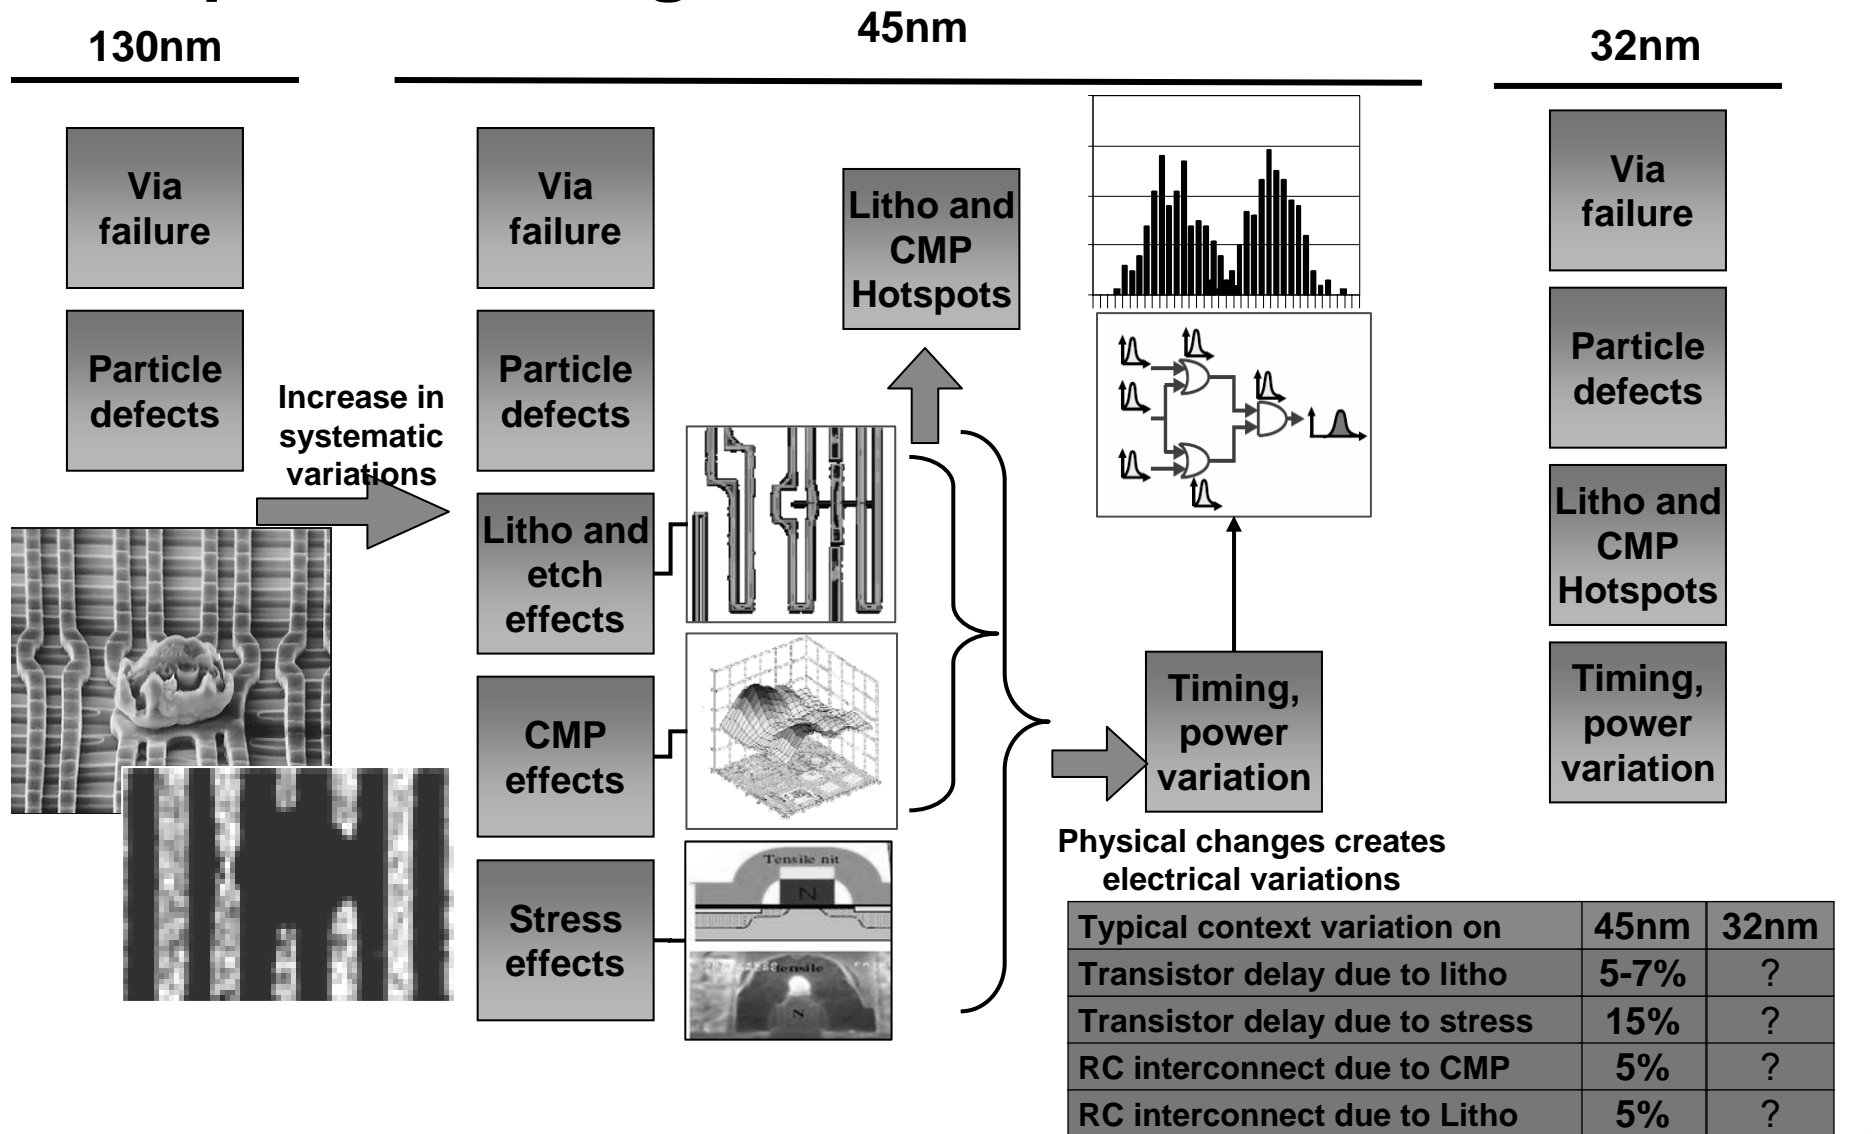 130nm
45nm
32nm
Via
failure
Particle
defects
Increase in
systematic
variations
Via
failure
Particle
defects
Litho and
etch
effects
CMP
effects
Stress
effects
Tensile nit
N
tensile
N
Litho and
CMP
Hotspots
Timing,
power
variation
Physical changes creates
electrical variations
Typical context variation on 45nm 32nm
Transistor delay due to litho 5-7% ?
Transistor delay due to stress 15% ?
RC interconnect due to CMP 5% ?
RC interconnect due to Litho 5% ?
Via
failure
Particle
defects
Litho and
CMP
Hotspots
Timing,
power
variation